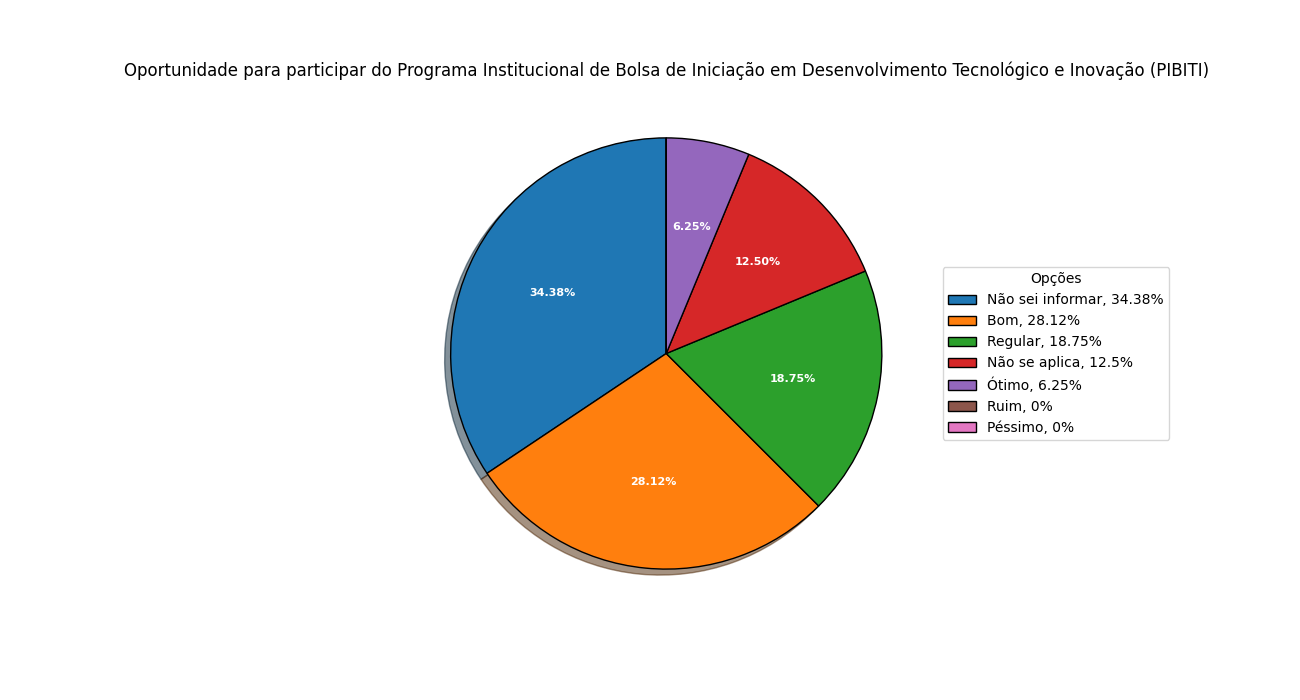 Oportunidade para participar do Programa Institucional de Bolsa de Iniciação em Desenvolvimento Tecnológico e Inovação (PIBITI)
6.25%
12.50%
34.38%
18.75%
28.12%
Opções
Não sei informar, 34.38%
Bom, 28.12%
Regular, 18.75%
Não se aplica, 12.5%
Ótimo, 6.25%
Ruim, 0%
Péssimo, 0%